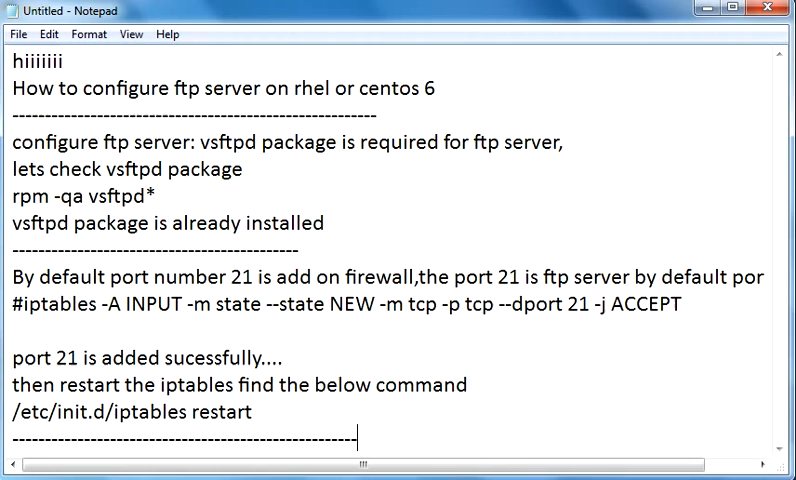 Untitled - Notepad
File Edit Format View Help
hiiiiiii
How to configure ftp server on rhel or centos 6
--------------------------------------------------------
configure ftp server: vsftpd package is required for ftp server,
lets check vsftpd package
rpm -qa vsftpd*
vsftpd package is already installed
--------------------------------------------
By default port number 21 is add on firewall,the port 21 is ftp server by default por
#iptables -A INPUT -m state --state NEW -m tcp -p tcp --dport 21 -j ACCEPT
port 21 is added sucessfully....
then restart the iptables find the below command
/etc/init.d/iptables restart
-----------------------------------------------------